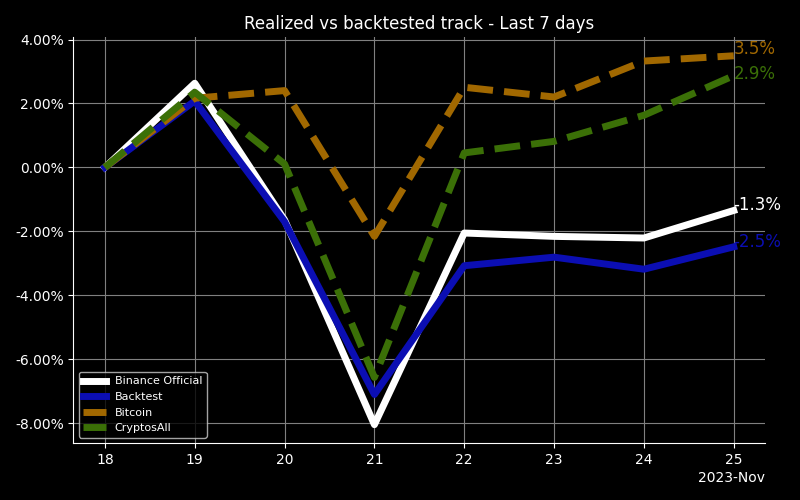 Realized vs backtested track - Last 7 days
4.00%
2.00%
0.00%
-2.00%
-4.00%
-6.00%
-8.00%
3.5%
2.9%
-1.3%
-2.5%
Binance Official
Backtest
Bitcoin
CryptosAll
18 19 20 21 22 23 24 25
2023-Nov